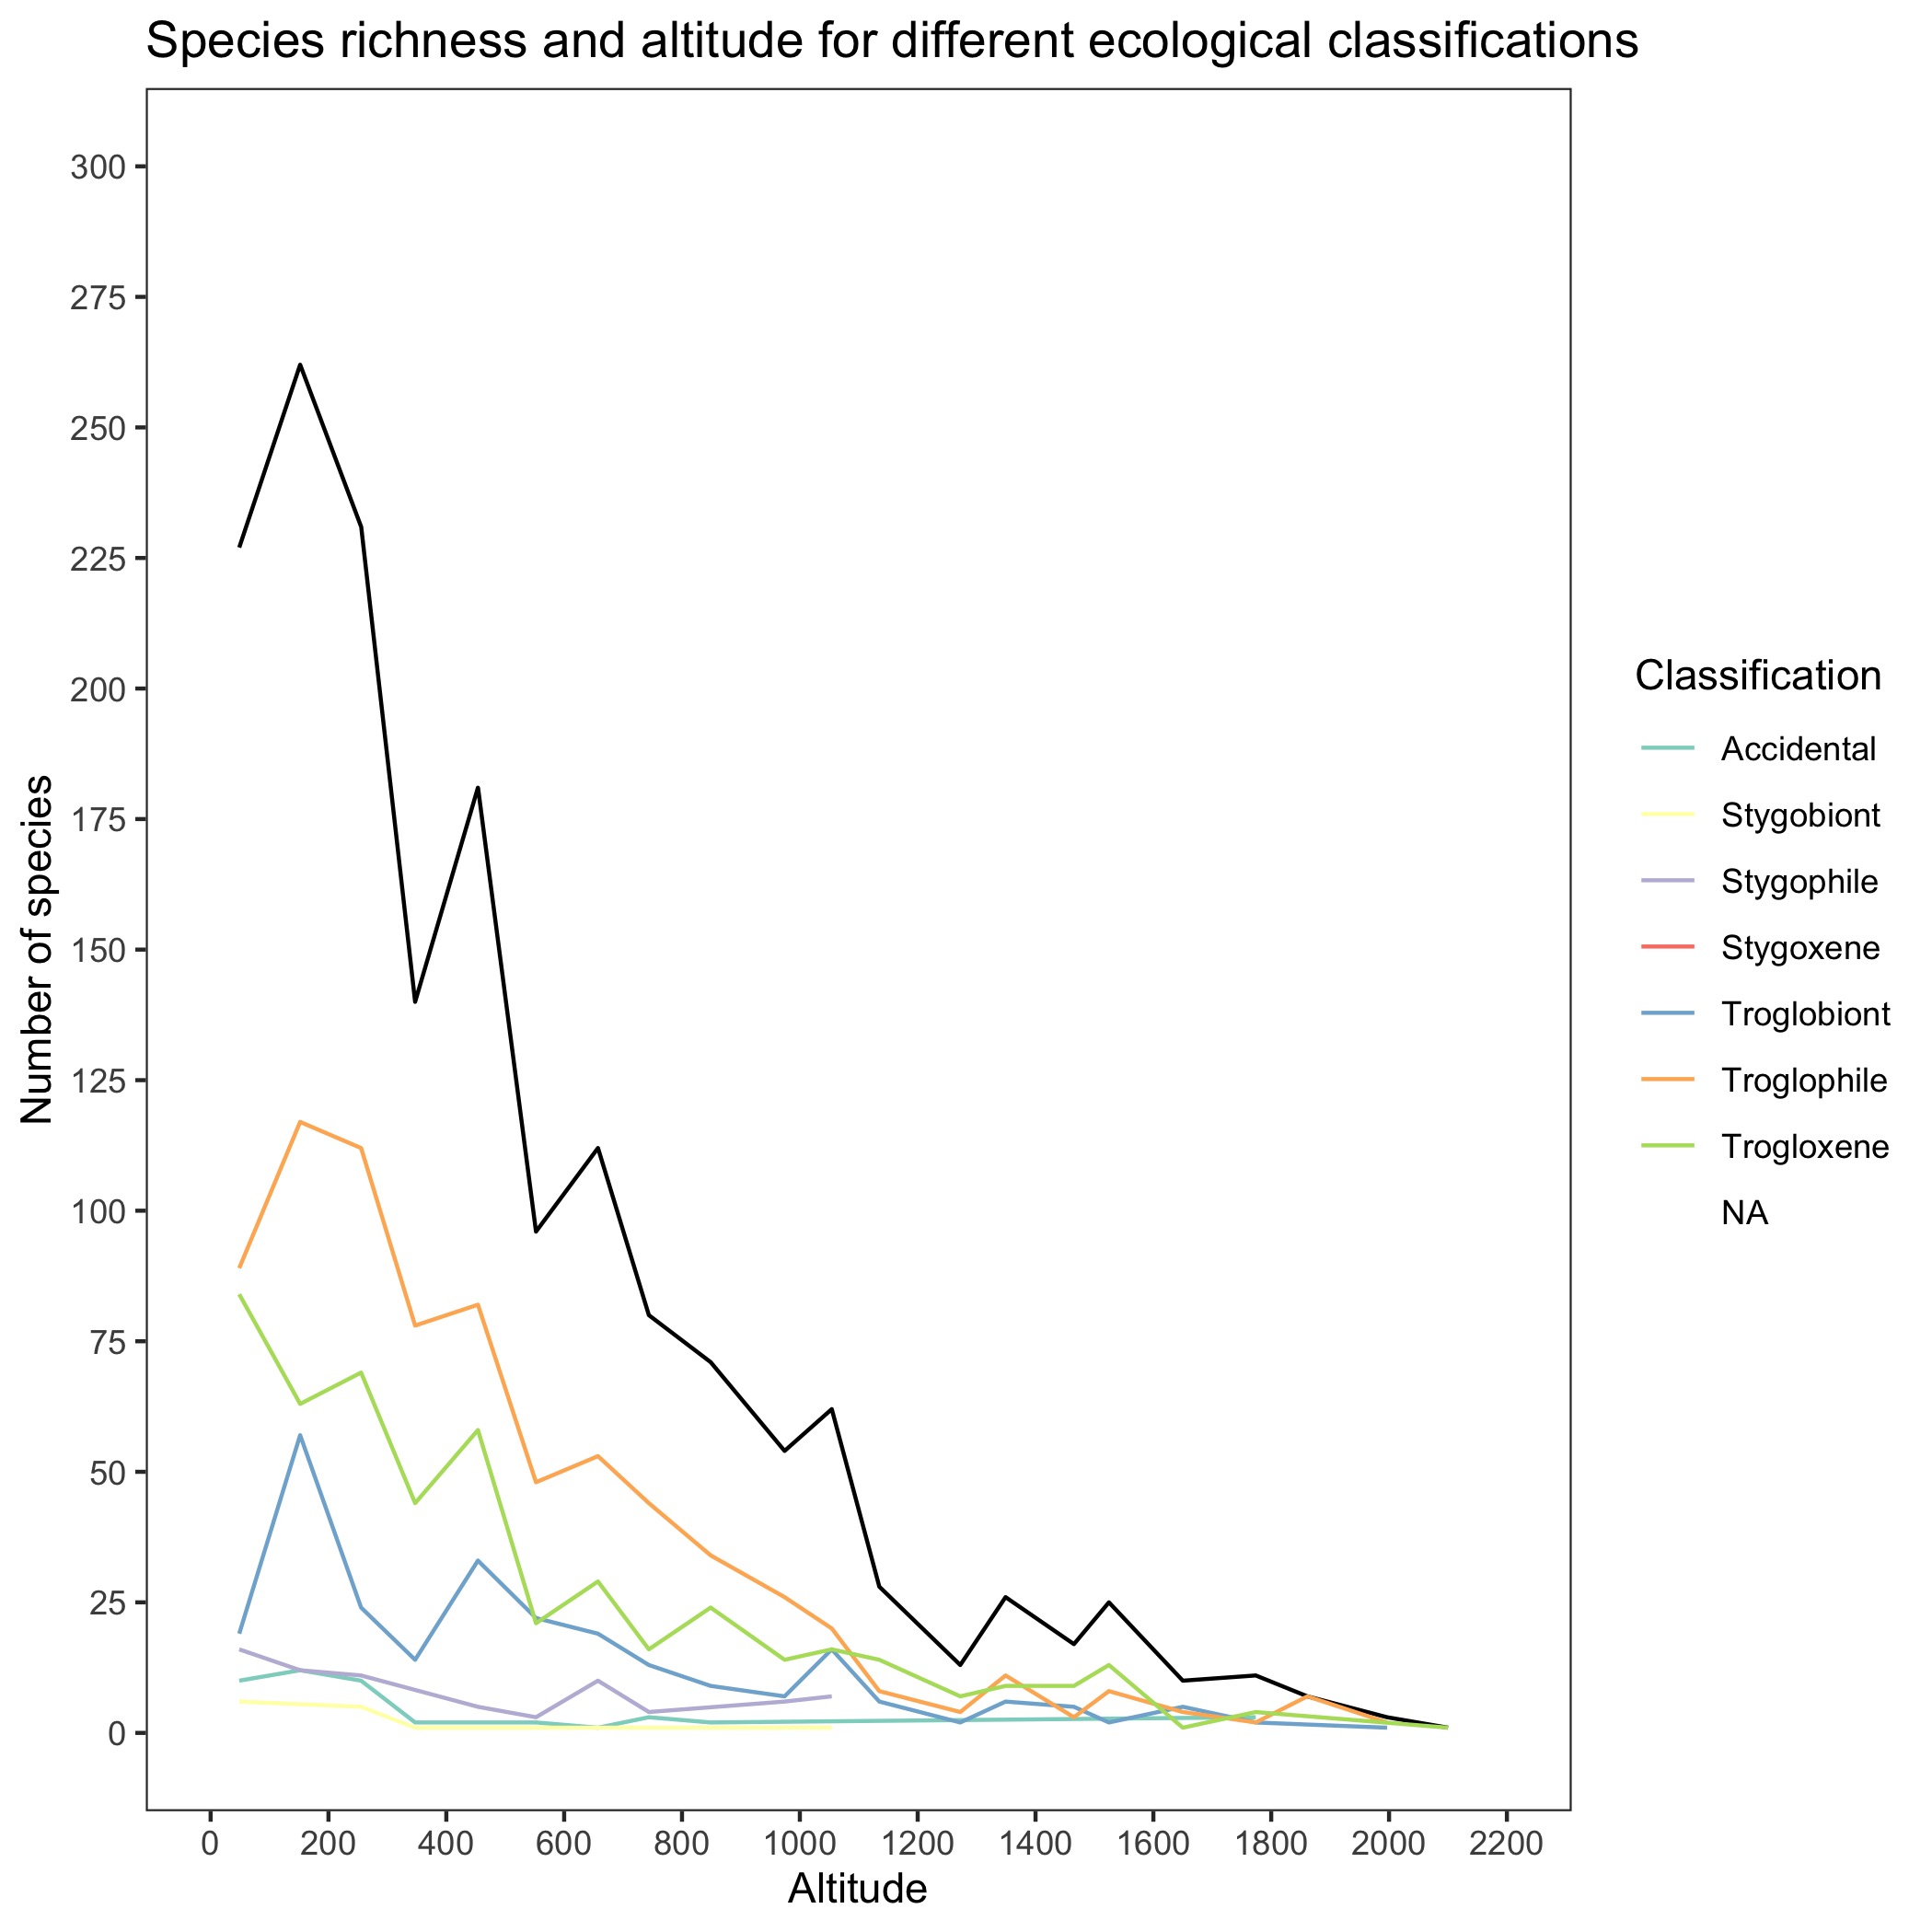 Species richness and altitude for different ecological classifications
Number of species
300
275
250
225
200
175
150
125
100
75
50
25
0
0 200 400 600 800 1000 1200 1400 1600 1800 2000 2200
Altitude
Classification
Accidental
Stygobiont
Stygophile
Stygoxene
Troglobiont
Troglophile
Trogloxene
NA